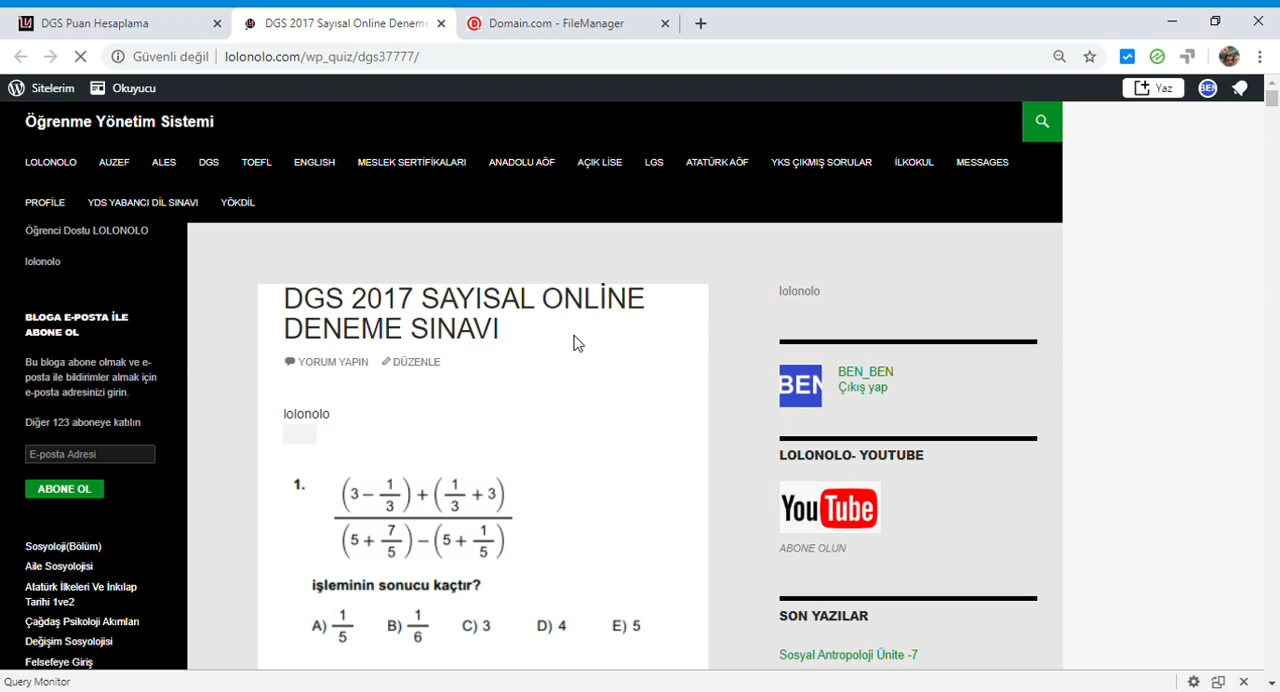 DGS Puan Hesaplama
DGS 2017 Sayısal Online Deneme
Domain.com - FileManager
Güvenli değil
lolonolo.com/wp_quiz/dgs37777/
Sitelerim
Okuyucu
Yaz
BEN
Öğrenme Yönetim Sistemi
LOLONOLO AUZEF ALES DGS TOEFL ENGLISH MESLEK SERTİFİKALARI ANADOLU AÖF AÇIK LİSE LGS ATATÜRK AÖF YKS ÇIKMIŞ SORULAR İLKOKUL MESSAGES
PROFİLE YDS YABANCI DİL SINAVI YÖKDİL
Öğrenci Dostu LOLONOLO
lolonolo
BLOGA E-POSTA İLE
ABONE OL
Bu bloga abone olmak ve e-
posta ile bildirimler almak için
e-posta adresinizi girin.
Diğer 123 aboneye katılın
E-posta Adresi
ABONE OL
Sosyoloji(Bölüm)
Aile Sosyolojisi
Atatürk İlkeleri Ve İnkılap
Tarihi 1ve2
Çağdaş Psikoloji Akımları
Değişim Sosyolojisi
Felsefeye Giriş
DGS 2017 SAYISAL ONLİNE
DENEME SINAVI
YORUM YAPIN DÜZENLE
lolonolo
1.
(3 − 1/3) + (1/3 + 3)
(5 + 7/5) − (5 + 1/5)
işleminin sonucu kaçtır?
A) 1/5 B) 1/6 C) 3 D) 4 E) 5
lolonolo
BEN
BEN_BEN
Çıkış yap
LOLONOLO- YOUTUBE
YouTube
ABONE OLUN
SON YAZILAR
Sosyal Antropoloji Ünite -7
Query Monitor